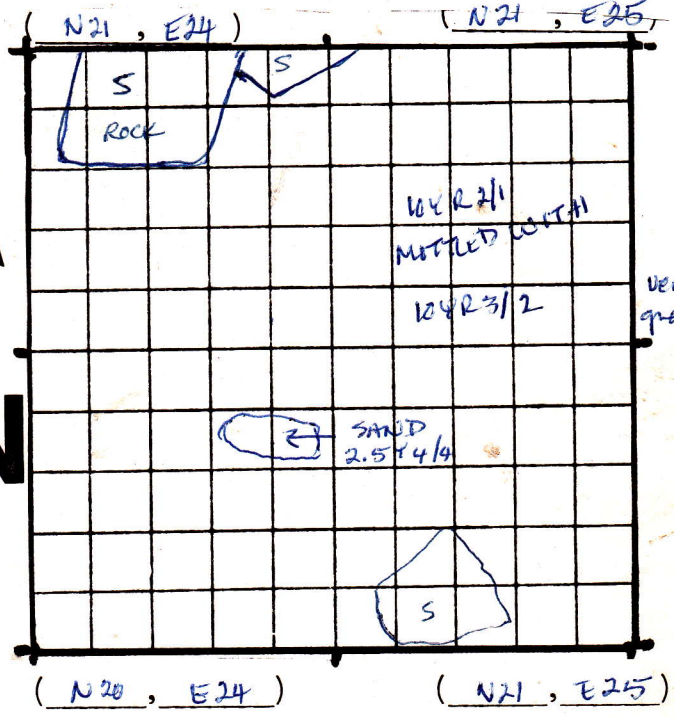 ( N21 , E24 )
( N21 , E25,
S
S
ROCK
10YR 2/1
MOTTLED WITH
10YR 3/2
SAND
2.5Y 4/4
S
( N20 , E24 )
( N21 , E25 )